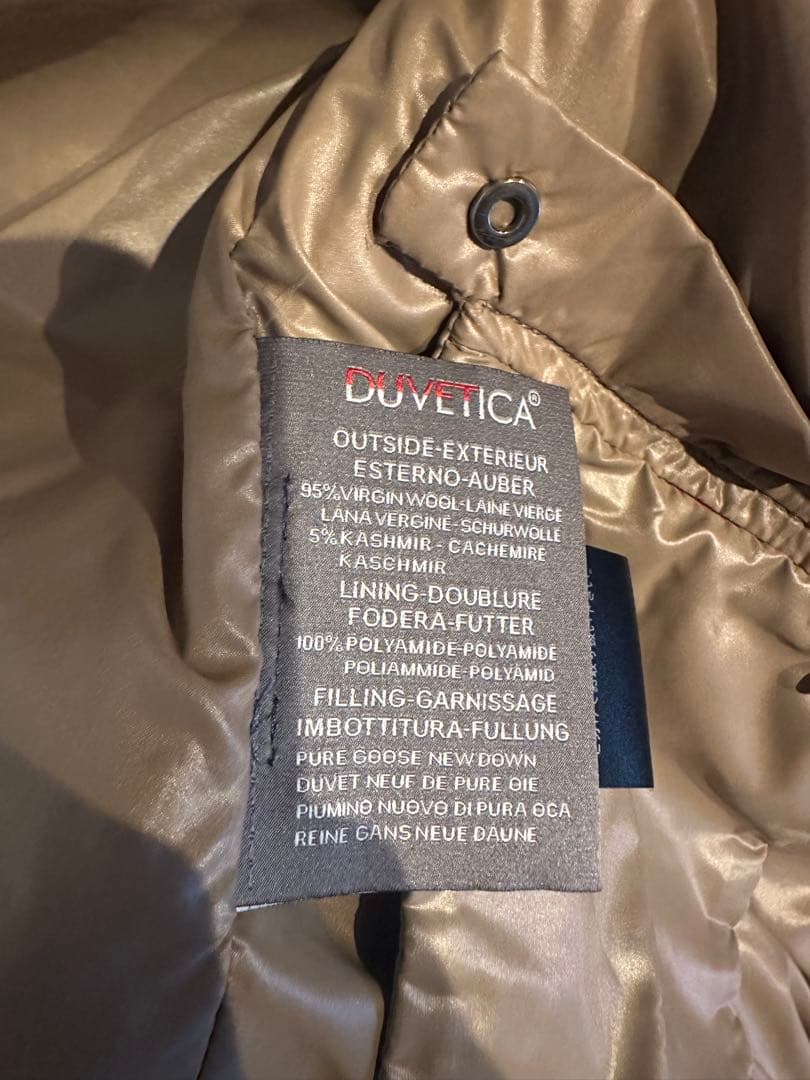 DUVETICA®
OUTSIDE-EXTERIEUR
ESTERNO-AUBER
95%VIRGIN WOOL-LAINE VIERGE
LANA VERGINE-SCHURWOLLE
5%KASHMIR-CACHEMIRE
KASCHMIR
LINING-DOUBLURE
FODERA-FUTTER
100%POLYAMIDE-POLYAMIDE
POLIAMMIDE-POLYAMID
FILLING-GARNISSAGE
IMBOTTITURA-FULLUNG
PURE GOOSE NEW DOWN
DUVET NEUF DE PURE OIE
PIUMINO NUOVO DI PURA OCA
REINE GANS NEUE DAUNE